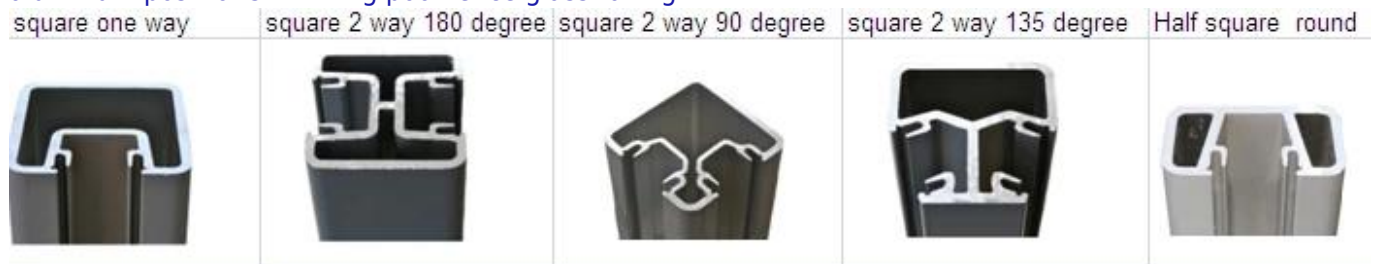 square one way
square 2 way 180 degree
square 2 way 90 degree
square 2 way 135 degree
Half square round